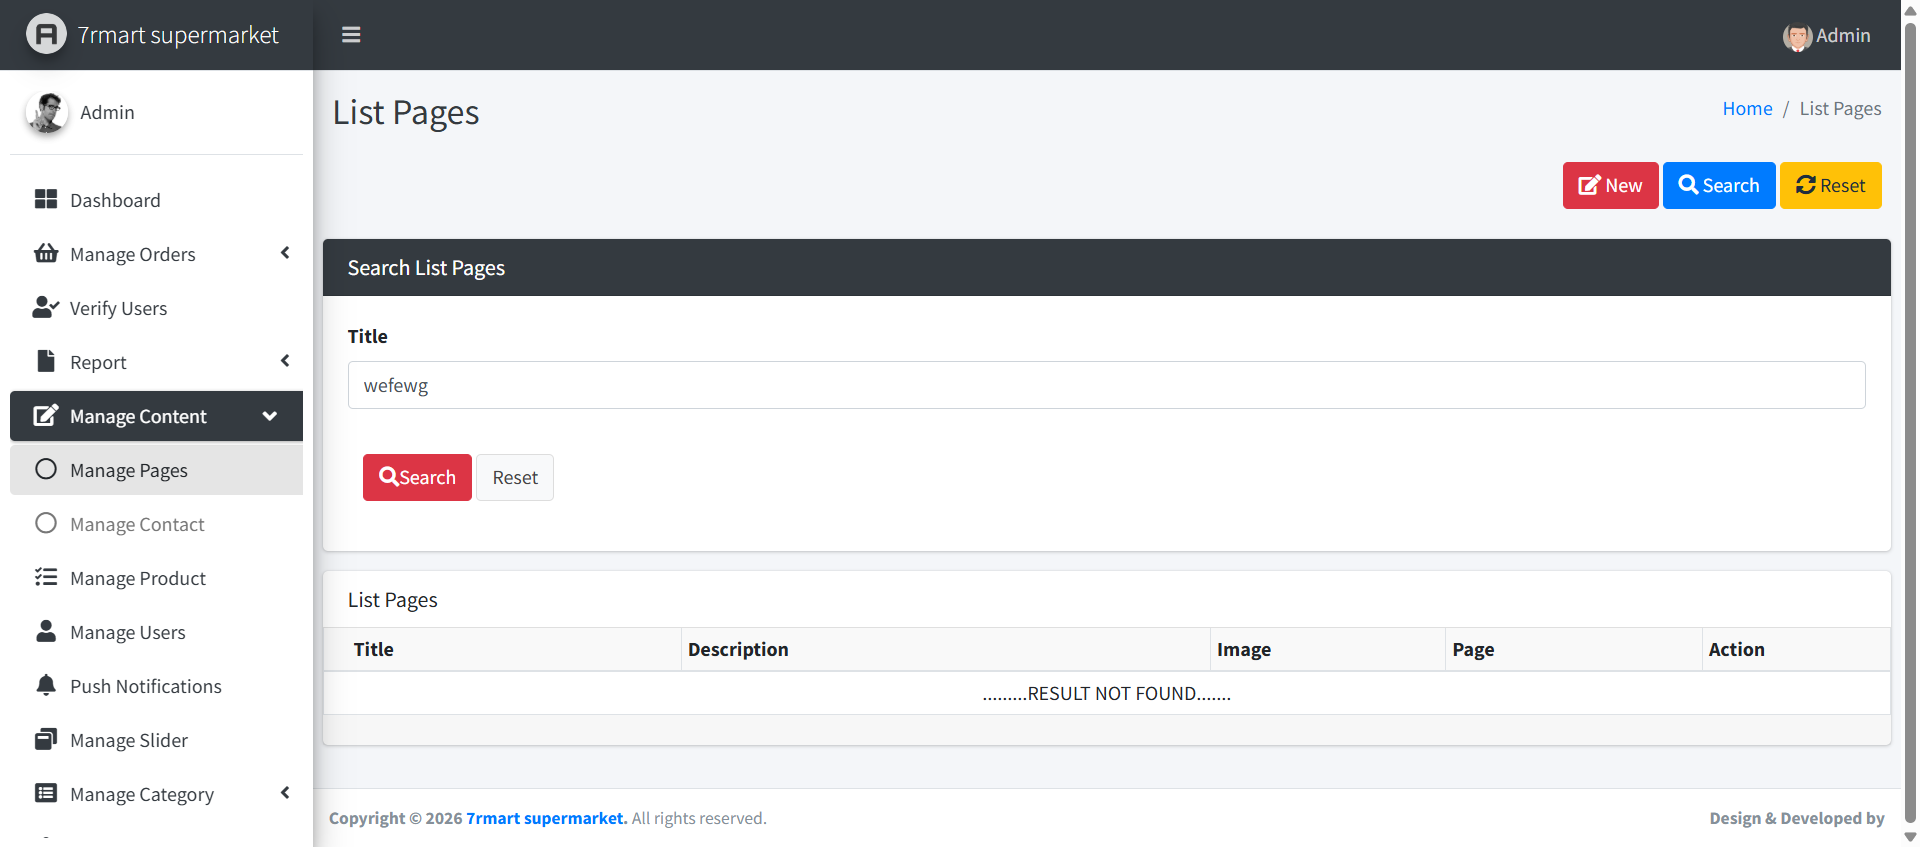 7rmart supermarket
Admin
Admin
List Pages
Home / List Pages
Dashboard
Manage Orders
Verify Users
Report
Manage Content
Manage Pages
Manage Contact
Manage Product
Manage Users
Push Notifications
Manage Slider
Manage Category
New
Search
Reset
Search List Pages
Title
wefewg
Search
Reset
List Pages
Title Description Image Page Action
.........RESULT NOT FOUND.......
Copyright © 2026 7rmart supermarket. All rights reserved.
Design & Developed by